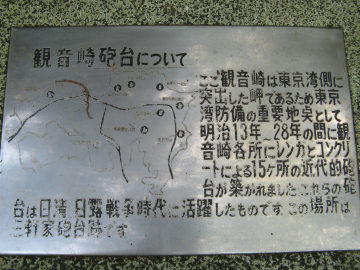 観音崎砲台について
ここ観音崎は東京湾側に
突出した岬であるため東京
湾防備の重要地点として
明治13年_28年の間に観
音崎各所にレンガとコンクリ
ートによる15ヶ所の近代的砲
台が築がれましたこれらの砲
台は日清 日露戦争時代に活躍したものです この場所は
三軒家砲台跡です